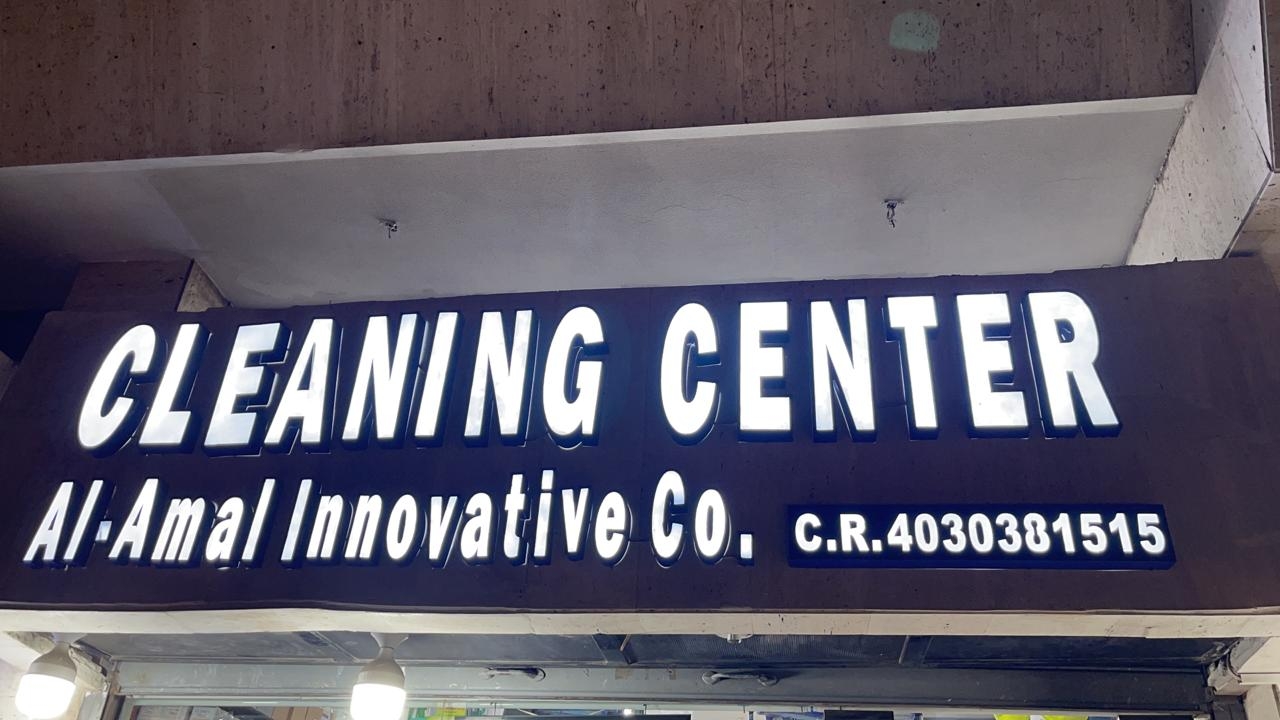 CLEANING CENTER
Al-Amal Innovative Co.
C.R.4030381515